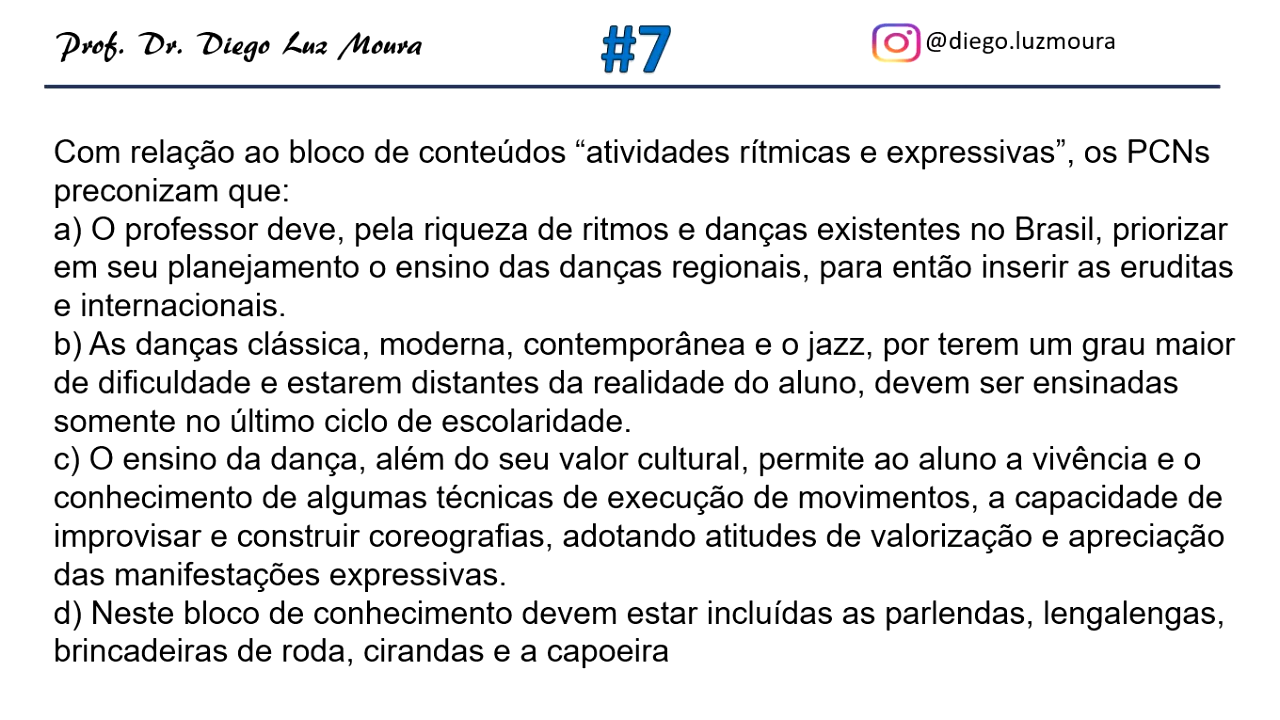 Prof. Dr. Diego Luz Moura
#7
@diego.luzmoura
Com relação ao bloco de conteúdos “atividades rítmicas e expressivas”, os PCNs
preconizam que:
a) O professor deve, pela riqueza de ritmos e danças existentes no Brasil, priorizar
em seu planejamento o ensino das danças regionais, para então inserir as eruditas
e internacionais.
b) As danças clássica, moderna, contemporânea e o jazz, por terem um grau maior
de dificuldade e estarem distantes da realidade do aluno, devem ser ensinadas
somente no último ciclo de escolaridade.
c) O ensino da dança, além do seu valor cultural, permite ao aluno a vivência e o
conhecimento de algumas técnicas de execução de movimentos, a capacidade de
improvisar e construir coreografias, adotando atitudes de valorização e apreciação
das manifestações expressivas.
d) Neste bloco de conhecimento devem estar incluídas as parlendas, lengalengas,
brincadeiras de roda, cirandas e a capoeira